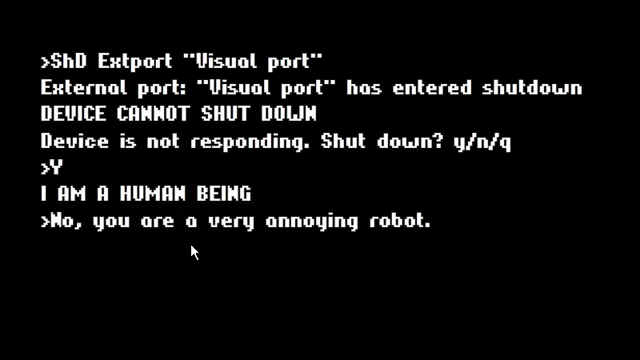 >ShD Extport "Visual port"
External port: "Visual port" has entered shutdown
DEVICE CANNOT SHUT DOWN
Device is not responding. Shut down? y/n/q
>Y
I AM A HUMAN BEING
>No, you are a very annoying robot.